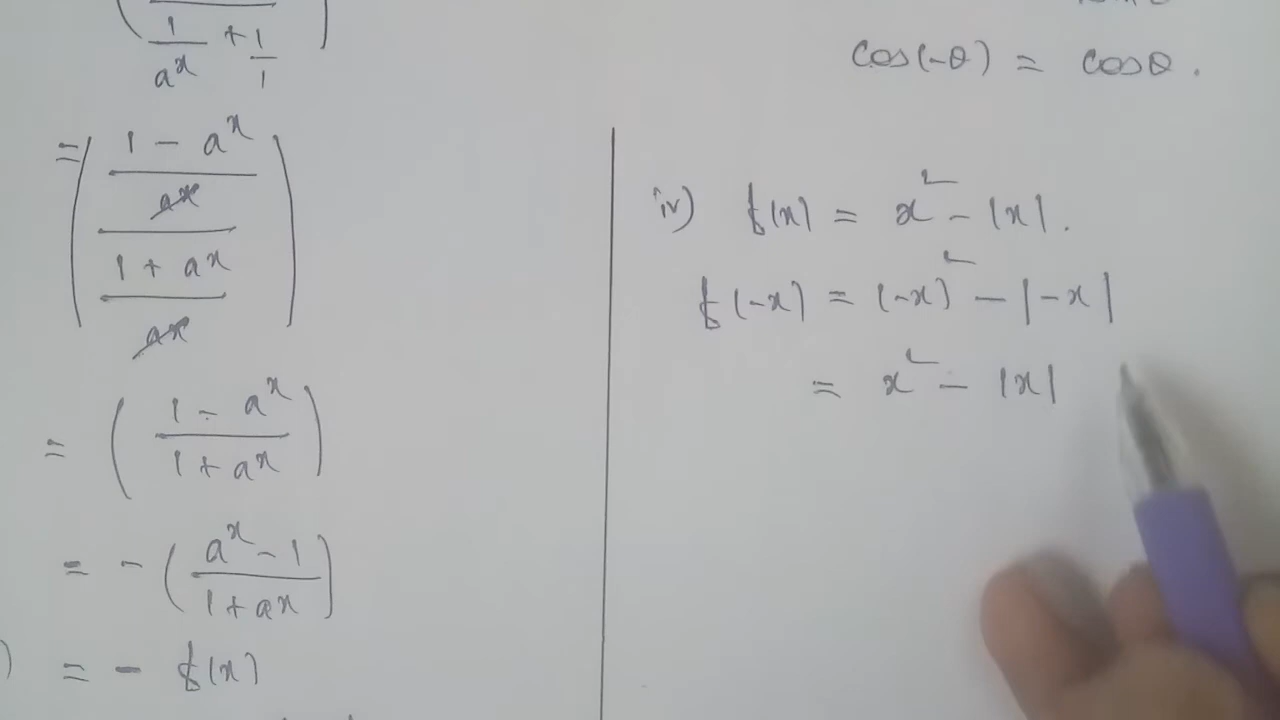 1/a^x + 1/1
= ( (1 - a^x)/a^x / (1 + a^x)/a^x )
= ( (1 - a^x)/(1 + a^x) )
= - ( (a^x - 1)/(1 + a^x) )
) = - f(x)
cos(-θ) = cosθ.
iv) f(x) = x² - |x|.
f(-x) = (-x)² - |-x|
= x² - |x|